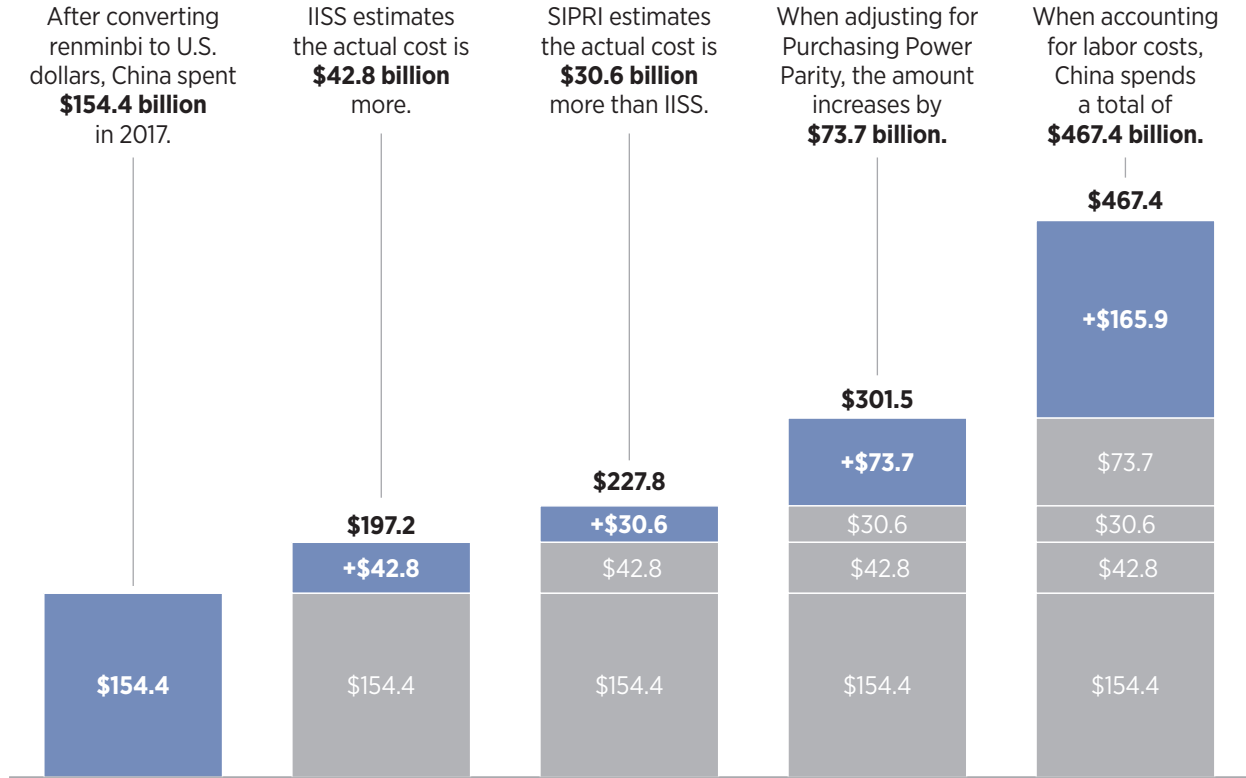 After converting
renminbi to U.S.
dollars, China spent
$154.4 billion
in 2017.
IISS estimates
the actual cost is
$42.8 billion
more.
SIPRI estimates
the actual cost is
$30.6 billion
more than IISS.
When adjusting for
Purchasing Power
Parity, the amount
increases by
$73.7 billion.
When accounting
for labor costs,
China spends
a total of
$467.4 billion.
$154.4
$197.2
+$42.8
$154.4
$227.8
+$30.6
$42.8
$154.4
$301.5
+$73.7
$30.6
$42.8
$154.4
$467.4
+$165.9
$73.7
$30.6
$42.8
$154.4